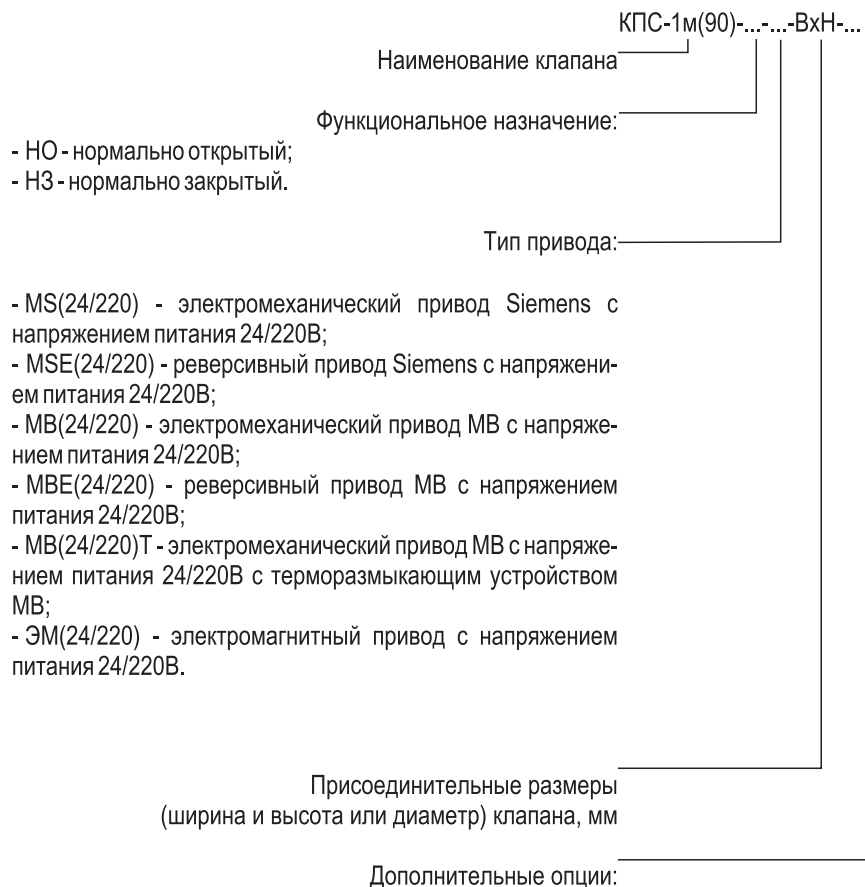 КПС-1м(90)-...-...-ВхН-...
Наименование клапана
Функциональное назначение:
- НО - нормально открытый;
- НЗ - нормально закрытый.
Тип привода:
- MS(24/220) - электромеханический привод Siemens с
напряжением питания 24/220В;
- MSE(24/220) - реверсивный привод Siemens с напряжени-
ем питания 24/220В;
- МВ(24/220) - электромеханический привод МВ с напряже-
нием питания 24/220В;
- МВЕ(24/220) - реверсивный привод МВ с напряжением
питания 24/220В;
- МВ(24/220)Т - электромеханический привод МВ с напряже-
нием питания 24/220В с терморазмыкающим устройством
МВ;
- ЭМ(24/220) - электромагнитный привод с напряжением
питания 24/220В.
Присоединительные размеры
(ширина и высота или диаметр) клапана, мм
Дополнительные опции: